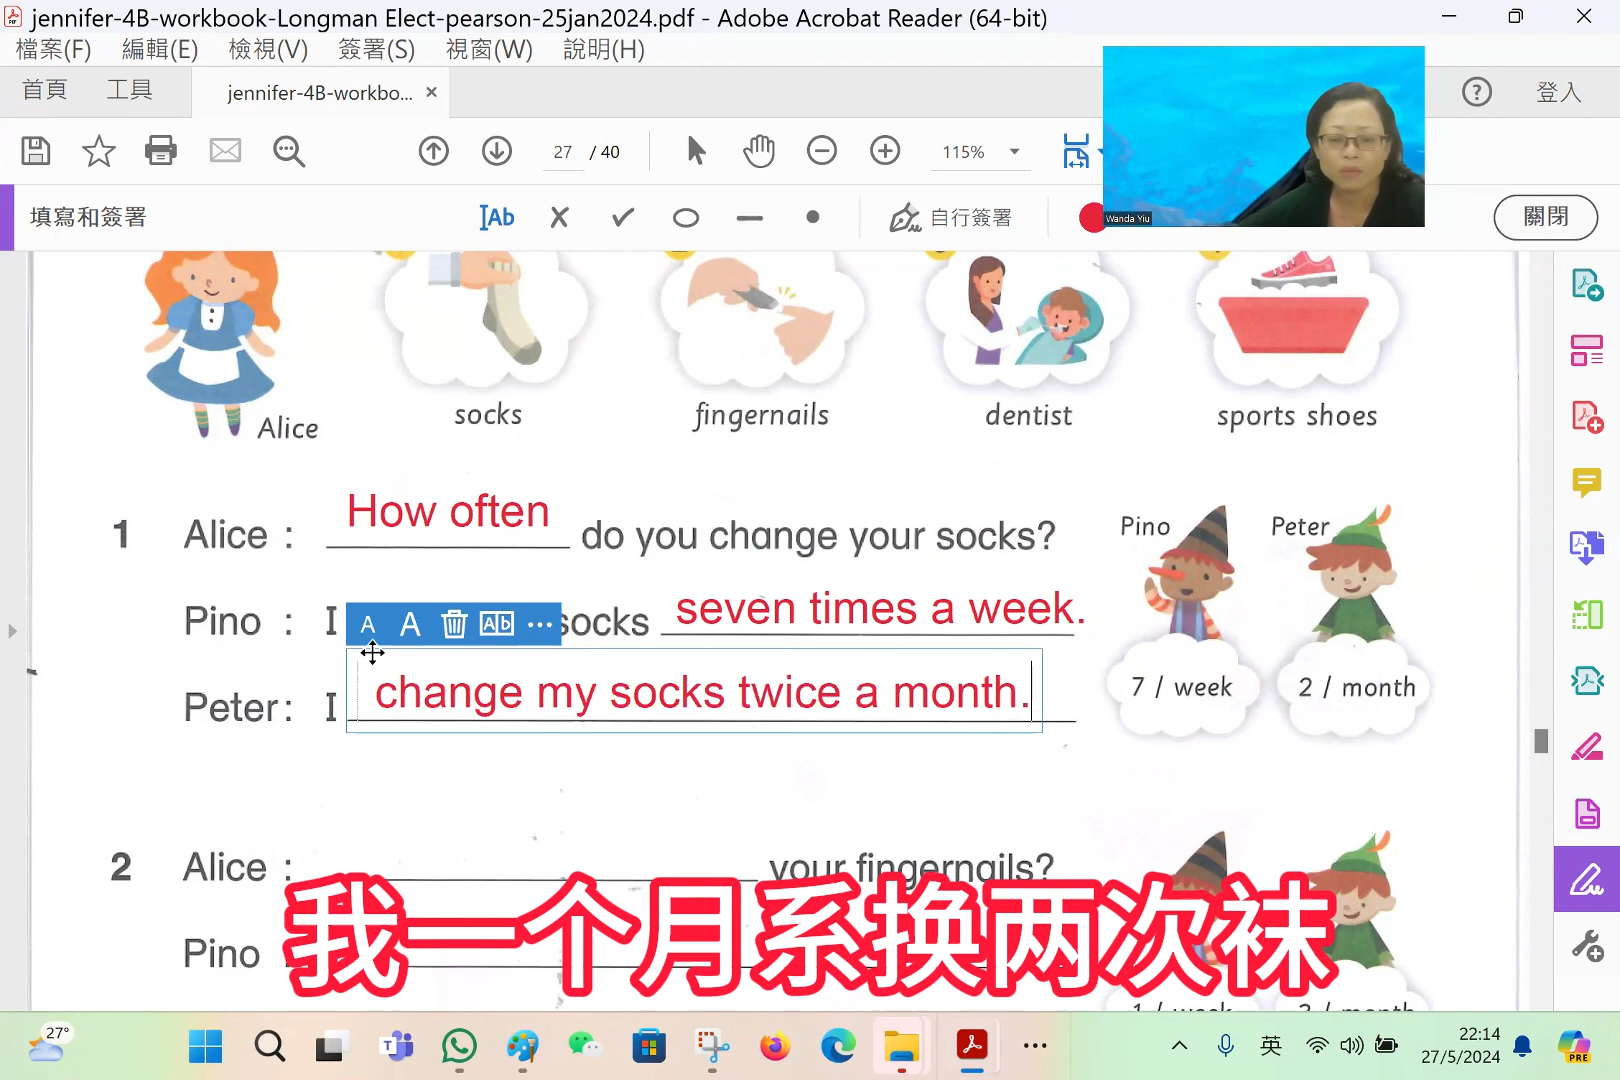 jennifer-4B-workbook-Longman Elect-pearson-25jan2024.pdf - Adobe Acrobat Reader (64-bit)
檔案(F) 編輯(E) 檢視(V) 簽署(S) 視窗(W) 說明(H)
首頁 工具 jennifer-4B-workbo... × 登入
27 / 40 115%
Wanda Yiu
填寫和簽署 Ab 自行簽署 關閉
Alice socks fingernails dentist sports shoes
1 Alice : How often do you change your socks?
Pino Peter
Pino : I socks seven times a week.
A A Ab ...
Peter : I change my socks twice a month.
7 / week 2 / month
2 Alice : your fingernails?
Pino
我一个月系换两次袜
27° 英 22:14
27/5/2024
PRE